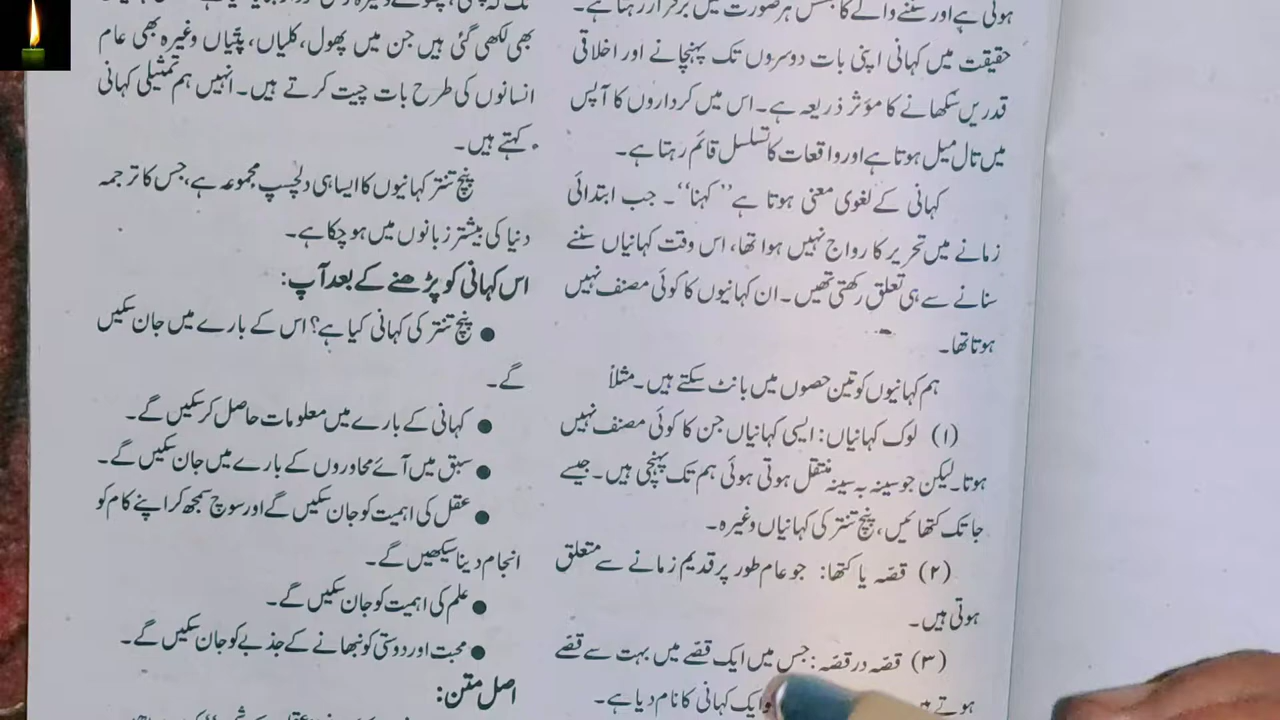 ہوتی ہے اور سننے والے کا تجسس ہر صورت میں برقرار رہتا ہے۔
حقیقت میں کہانی اپنی بات دوسروں تک پہنچانے اور اخلاقی
قدریں سکھانے کا مؤثر ذریعہ ہے۔ اس میں کرداروں کا آپس
میں تال میل ہوتا ہے اور واقعات کا تسلسل قائم رہتا ہے۔
کہانی کے لغوی معنی ہوتا ہے ”کہنا“۔ جب ابتدائی
زمانے میں تحریر کا رواج نہیں ہوا تھا، اس وقت کہانیاں سننے
سنانے سے ہی تعلق رکھتی تھیں۔ ان کہانیوں کا کوئی مصنف نہیں
ہوتا تھا۔
ہم کہانیوں کو تین حصوں میں بانٹ سکتے ہیں۔ مثلاً
(۱) لوک کہانیاں: ایسی کہانیاں جن کا کوئی مصنف نہیں
ہوتا۔ لیکن جو سینہ بہ سینہ منتقل ہوتی ہوئی ہم تک پہنچی ہیں۔ جیسے
جاتک کتھائیں، پنچ تنتر کی کہانیاں وغیرہ۔
(۲) قصّہ یا کتھا: جو عام طور پر قدیم زمانے سے متعلق
ہوتی ہیں۔
(۳) قصّہ در قصّہ: جس میں ایک قصّے میں بہت سے قصّے
ہوتے ایک کہانی کا نام دیا ہے۔
بھی لکھی گئی ہیں جن میں پھول، کلیاں، پتّیاں وغیرہ بھی عام
انسانوں کی طرح بات چیت کرتے ہیں۔ انہیں ہم تمثیلی کہانی
کہتے ہیں۔
پنچ تنتر کہانیوں کا ایسا ہی دلچسپ مجموعہ ہے، جس کا ترجمہ
دنیا کی بیشتر زبانوں میں ہو چکا ہے۔
اس کہانی کو پڑھنے کے بعد آپ:
● پنچ تنتر کی کہانی کیا ہے؟ اس کے بارے میں جان سکیں
گے۔
● کہانی کے بارے میں معلومات حاصل کر سکیں گے۔
● سبق میں آئے محاوروں کے بارے میں جان سکیں گے۔
● عقل کی اہمیت کو جان سکیں گے اور سوچ سمجھ کر اپنے کام کو
انجام دینا سیکھیں گے۔
● علم کی اہمیت کو جان سکیں گے۔
● محبت اور دوستی کو نبھانے کے جذبے کو جان سکیں گے۔
اصل متن: